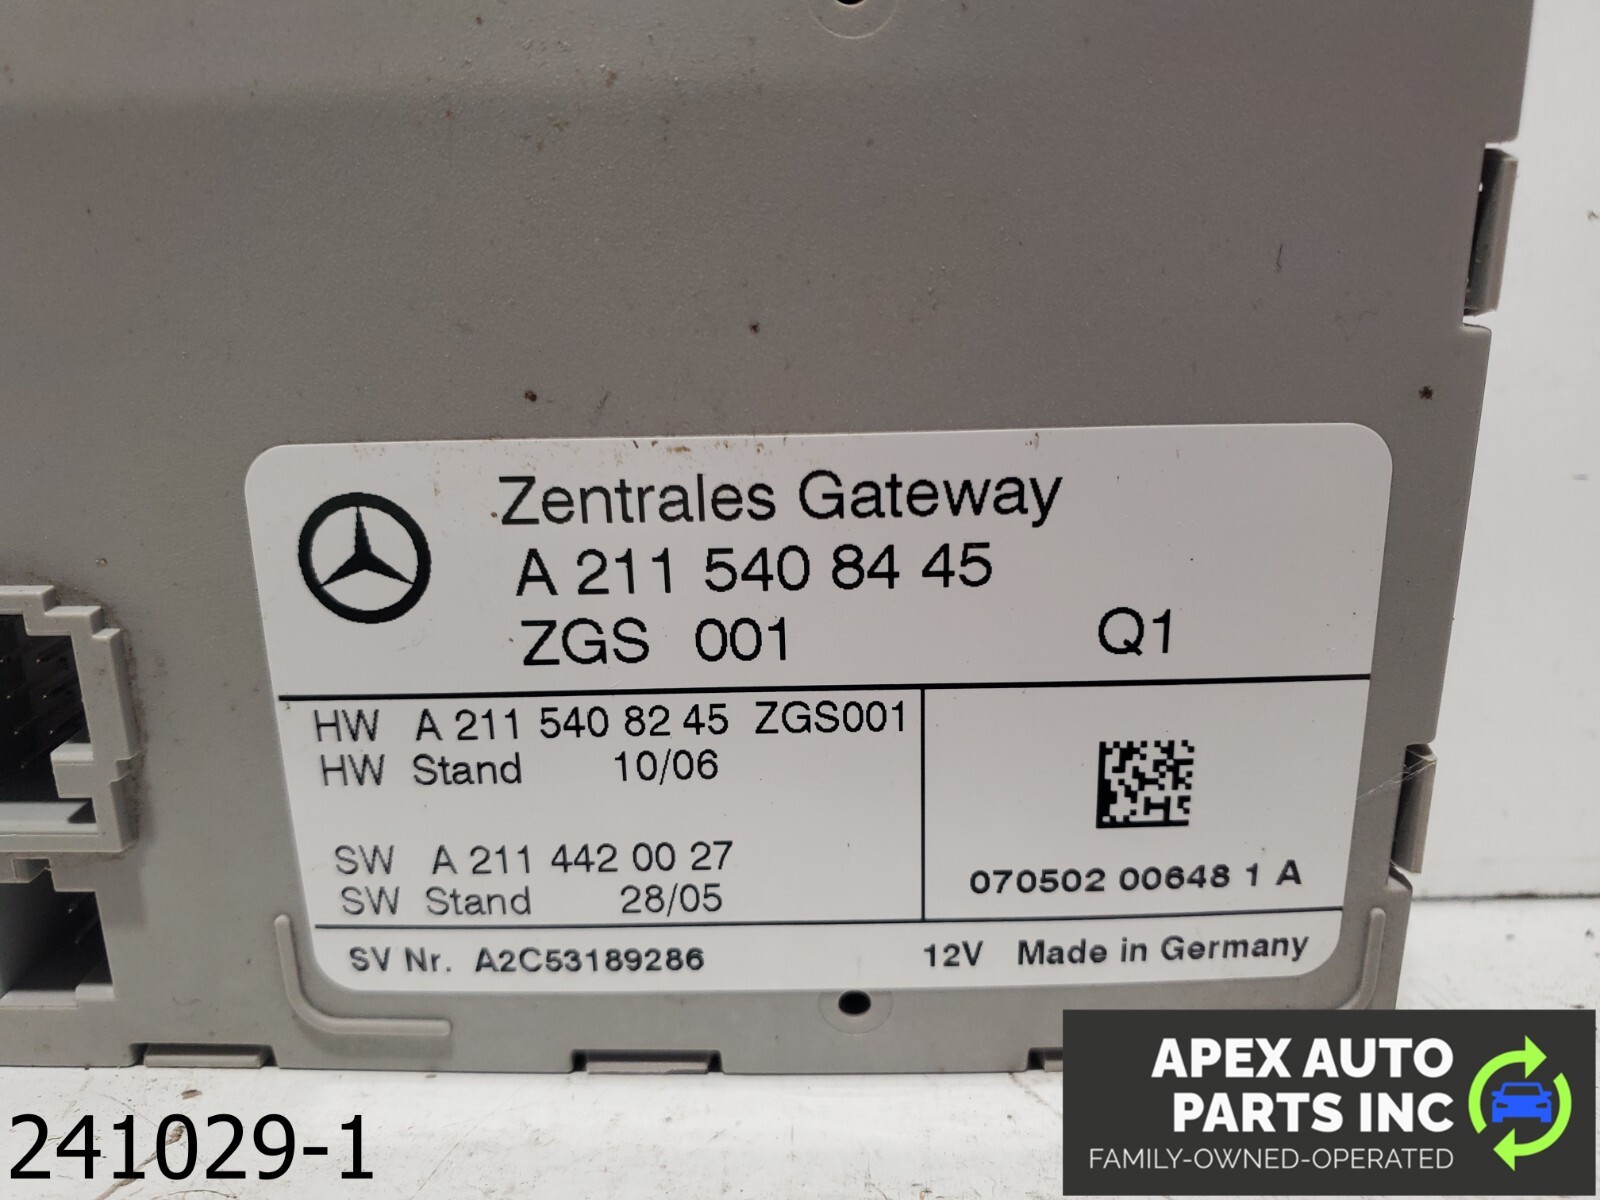 Zentrales Gateway
A 211 540 84 45
ZGS 001 Q1
HW A 211 540 82 45 ZGS001
HW Stand 10/06
SW A 211 442 00 27
SW Stand 28/05
070502 00648 1 A
SV Nr. A2C53189286 12V Made in Germany
APEX AUTO
PARTS INC
FAMILY-OWNED-OPERATED
241029-1